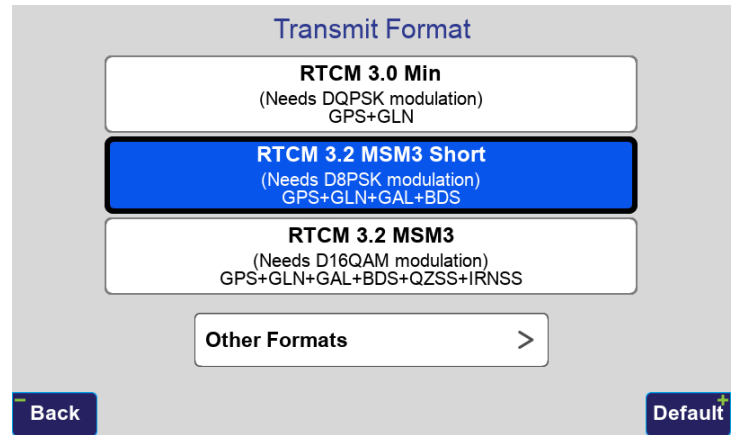 Transmit Format
RTCM 3.0 Min
(Needs DQPSK modulation)
GPS+GLN
RTCM 3.2 MSM3 Short
(Needs D8PSK modulation)
GPS+GLN+GAL+BDS
RTCM 3.2 MSM3
(Needs D16QAM modulation)
GPS+GLN+GAL+BDS+QZSS+IRNSS
Other Formats >
- Back
Default +